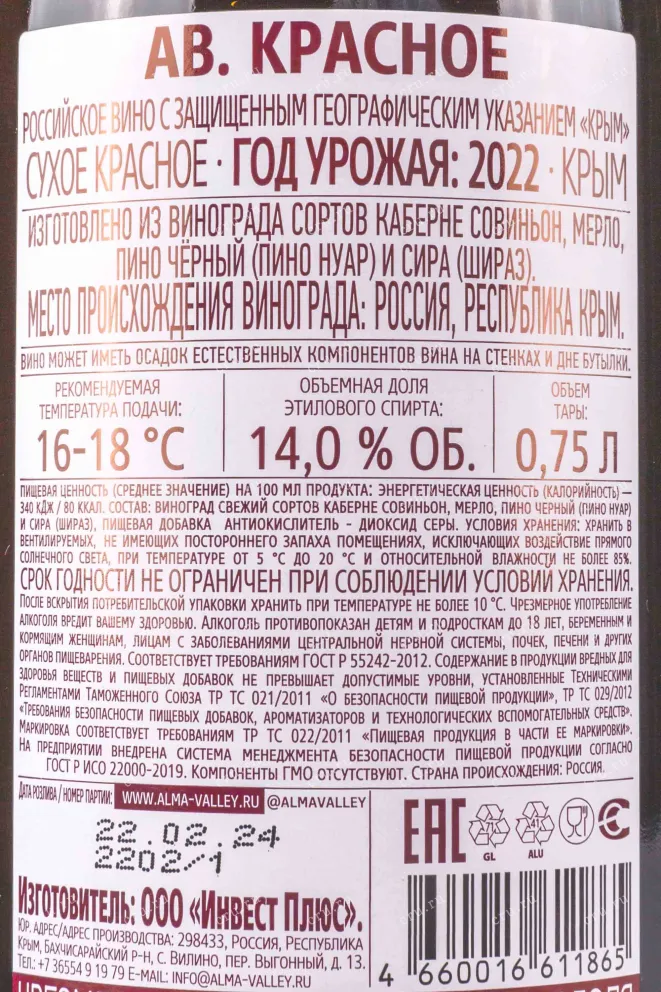 АВ. КРАСНОЕ
РОССИЙСКОЕ ВИНО С ЗАЩИЩЕННЫМ ГЕОГРАФИЧЕСКИМ УКАЗАНИЕМ «КРЫМ»
СУХОЕ КРАСНОЕ · ГОД УРОЖАЯ: 2022 · КРЫМ
ИЗГОТОВЛЕНО ИЗ ВИНОГРАДА СОРТОВ КАБЕРНЕ СОВИНЬОН, МЕРЛО,
ПИНО ЧЁРНЫЙ (ПИНО НУАР) И СИРА (ШИРАЗ).
МЕСТО ПРОИСХОЖДЕНИЯ ВИНОГРАДА: РОССИЯ, РЕСПУБЛИКА КРЫМ.
ВИНО МОЖЕТ ИМЕТЬ ОСАДОК ЕСТЕСТВЕННЫХ КОМПОНЕНТОВ ВИНА НА СТЕНКАХ И ДНЕ БУТЫЛКИ.
РЕКОМЕНДУЕМАЯ
ТЕМПЕРАТУРА ПОДАЧИ:
16-18 °C
ОБЪЕМНАЯ ДОЛЯ
ЭТИЛОВОГО СПИРТА:
14,0 % ОБ.
ОБЪЕМ
ТАРЫ:
0,75 Л
ПИЩЕВАЯ ЦЕННОСТЬ (СРЕДНЕЕ ЗНАЧЕНИЕ) НА 100 МЛ ПРОДУКТА: ЭНЕРГЕТИЧЕСКАЯ ЦЕННОСТЬ (КАЛОРИЙНОСТЬ) —
340 КДЖ / 80 ККАЛ. СОСТАВ: ВИНОГРАД СВЕЖИЙ СОРТОВ КАБЕРНЕ СОВИНЬОН, МЕРЛО, ПИНО ЧЕРНЫЙ (ПИНО НУАР)
И СИРА (ШИРАЗ), ПИЩЕВАЯ ДОБАВКА АНТИОКИСЛИТЕЛЬ - ДИОКСИД СЕРЫ. УСЛОВИЯ ХРАНЕНИЯ: ХРАНИТЬ В
ВЕНТИЛИРУЕМЫХ, НЕ ИМЕЮЩИХ ПОСТОРОННЕГО ЗАПАХА ПОМЕЩЕНИЯХ, ИСКЛЮЧАЮЩИХ ВОЗДЕЙСТВИЕ ПРЯМОГО
СОЛНЕЧНОГО СВЕТА, ПРИ ТЕМПЕРАТУРЕ ОТ 5 °C ДО 20 °C И ОТНОСИТЕЛЬНОЙ ВЛАЖНОСТИ НЕ БОЛЕЕ 85%.
СРОК ГОДНОСТИ НЕ ОГРАНИЧЕН ПРИ СОБЛЮДЕНИИ УСЛОВИЙ ХРАНЕНИЯ.
ПОСЛЕ ВСКРЫТИЯ ПОТРЕБИТЕЛЬСКОЙ УПАКОВКИ ХРАНИТЬ ПРИ ТЕМПЕРАТУРЕ НЕ БОЛЕЕ 10 °C. ЧРЕЗМЕРНОЕ УПОТРЕБЛЕНИЕ
АЛКОГОЛЯ ВРЕДИТ ВАШЕМУ ЗДОРОВЬЮ. АЛКОГОЛЬ ПРОТИВОПОКАЗАН ДЕТЯМ И ПОДРОСТКАМ ДО 18 ЛЕТ, БЕРЕМЕННЫМ И
КОРМЯЩИМ ЖЕНЩИНАМ, ЛИЦАМ С ЗАБОЛЕВАНИЯМИ ЦЕНТРАЛЬНОЙ НЕРВНОЙ СИСТЕМЫ, ПОЧЕК, ПЕЧЕНИ И ДРУГИХ
ОРГАНОВ ПИЩЕВАРЕНИЯ. СООТВЕТСТВУЕТ ТРЕБОВАНИЯМ ГОСТ Р 55242-2012. СОДЕРЖАНИЕ В ПРОДУКЦИИ ВРЕДНЫХ ДЛЯ
ЗДОРОВЬЯ ВЕЩЕСТВ И ПИЩЕВЫХ ДОБАВОК НЕ ПРЕВЫШАЕТ ДОПУСТИМЫЕ УРОВНИ, УСТАНОВЛЕННЫЕ ТЕХНИЧЕСКИМИ
РЕГЛАМЕНТАМИ ТАМОЖЕННОГО СОЮЗА ТР ТС 021/2011 «О БЕЗОПАСНОСТИ ПИЩЕВОЙ ПРОДУКЦИИ», ТР ТС 029/2012
«ТРЕБОВАНИЯ БЕЗОПАСНОСТИ ПИЩЕВЫХ ДОБАВОК, АРОМАТИЗАТОРОВ И ТЕХНОЛОГИЧЕСКИХ ВСПОМОГАТЕЛЬНЫХ СРЕДСТВ».
МАРКИРОВКА СООТВЕТСТВУЕТ ТРЕБОВАНИЯМ ТР ТС 022/2011 «ПИЩЕВАЯ ПРОДУКЦИЯ В ЧАСТИ ЕЕ МАРКИРОВКИ».
НА ПРЕДПРИЯТИИ ВНЕДРЕНА СИСТЕМА МЕНЕДЖМЕНТА БЕЗОПАСНОСТИ ПИЩЕВОЙ ПРОДУКЦИИ СОГЛАСНО
ГОСТ Р ИСО 22000-2019. КОМПОНЕНТЫ ГМО ОТСУТСТВУЮТ. СТРАНА ПРОИСХОЖДЕНИЯ: РОССИЯ.
ДАТА РОЗЛИВА / НОМЕР ПАРТИИ: WWW.ALMA-VALLEY.RU @ALMAVALLEY
22.02.24
2202/1
ИЗГОТОВИТЕЛЬ: ООО «ИНВЕСТ ПЛЮС».
ЮР. АДРЕС/АДРЕС ПРОИЗВОДСТВА: 298433, РОССИЯ, РЕСПУБЛИКА
КРЫМ, БАХЧИСАРАЙСКИЙ Р-Н, С. ВИЛИНО, ПЕР. ВЫГОННЫЙ, Д. 13.
ТЕЛ.: +7 36554 9 19 79 E-MAIL: INFO@ALMA-VALLEY.RU
EAC
71
GL
41
ALU
4 660016 611865